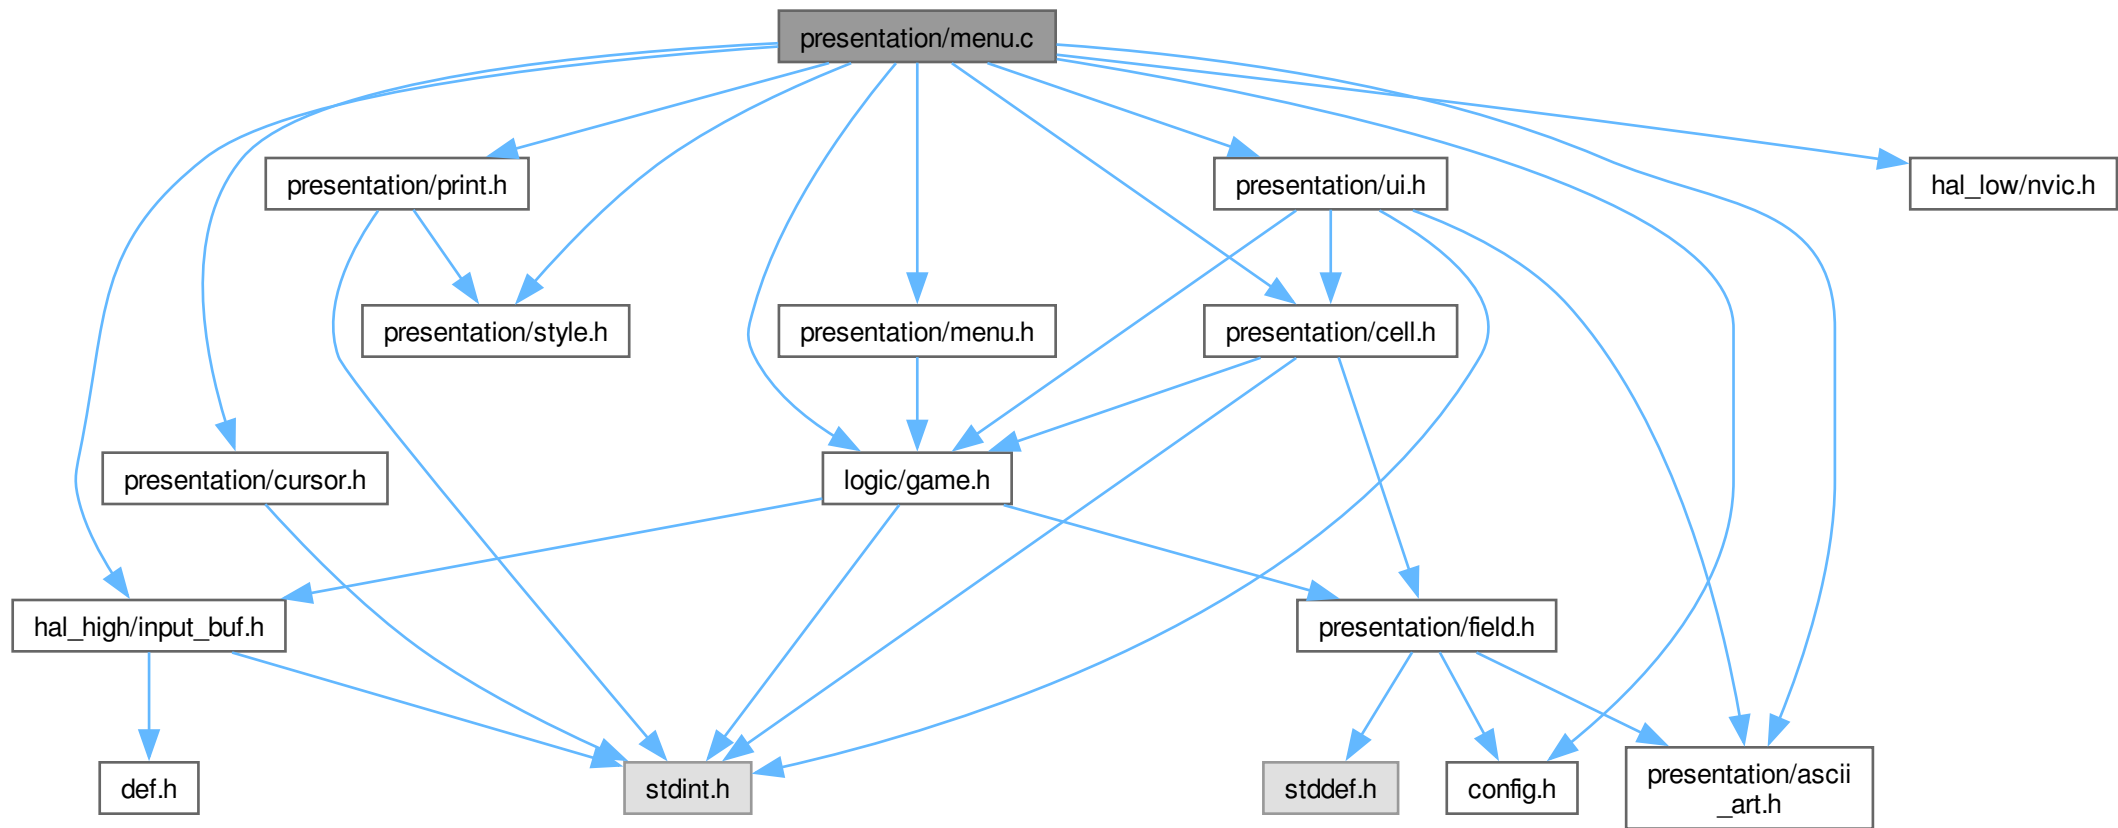 presentation/menu.c
presentation/print.h
presentation/ui.h
hal_low/nvic.h
presentation/style.h
presentation/menu.h
presentation/cell.h
presentation/cursor.h
logic/game.h
hal_high/input_buf.h
presentation/field.h
def.h
stdint.h
stddef.h
config.h
presentation/ascii
_art.h